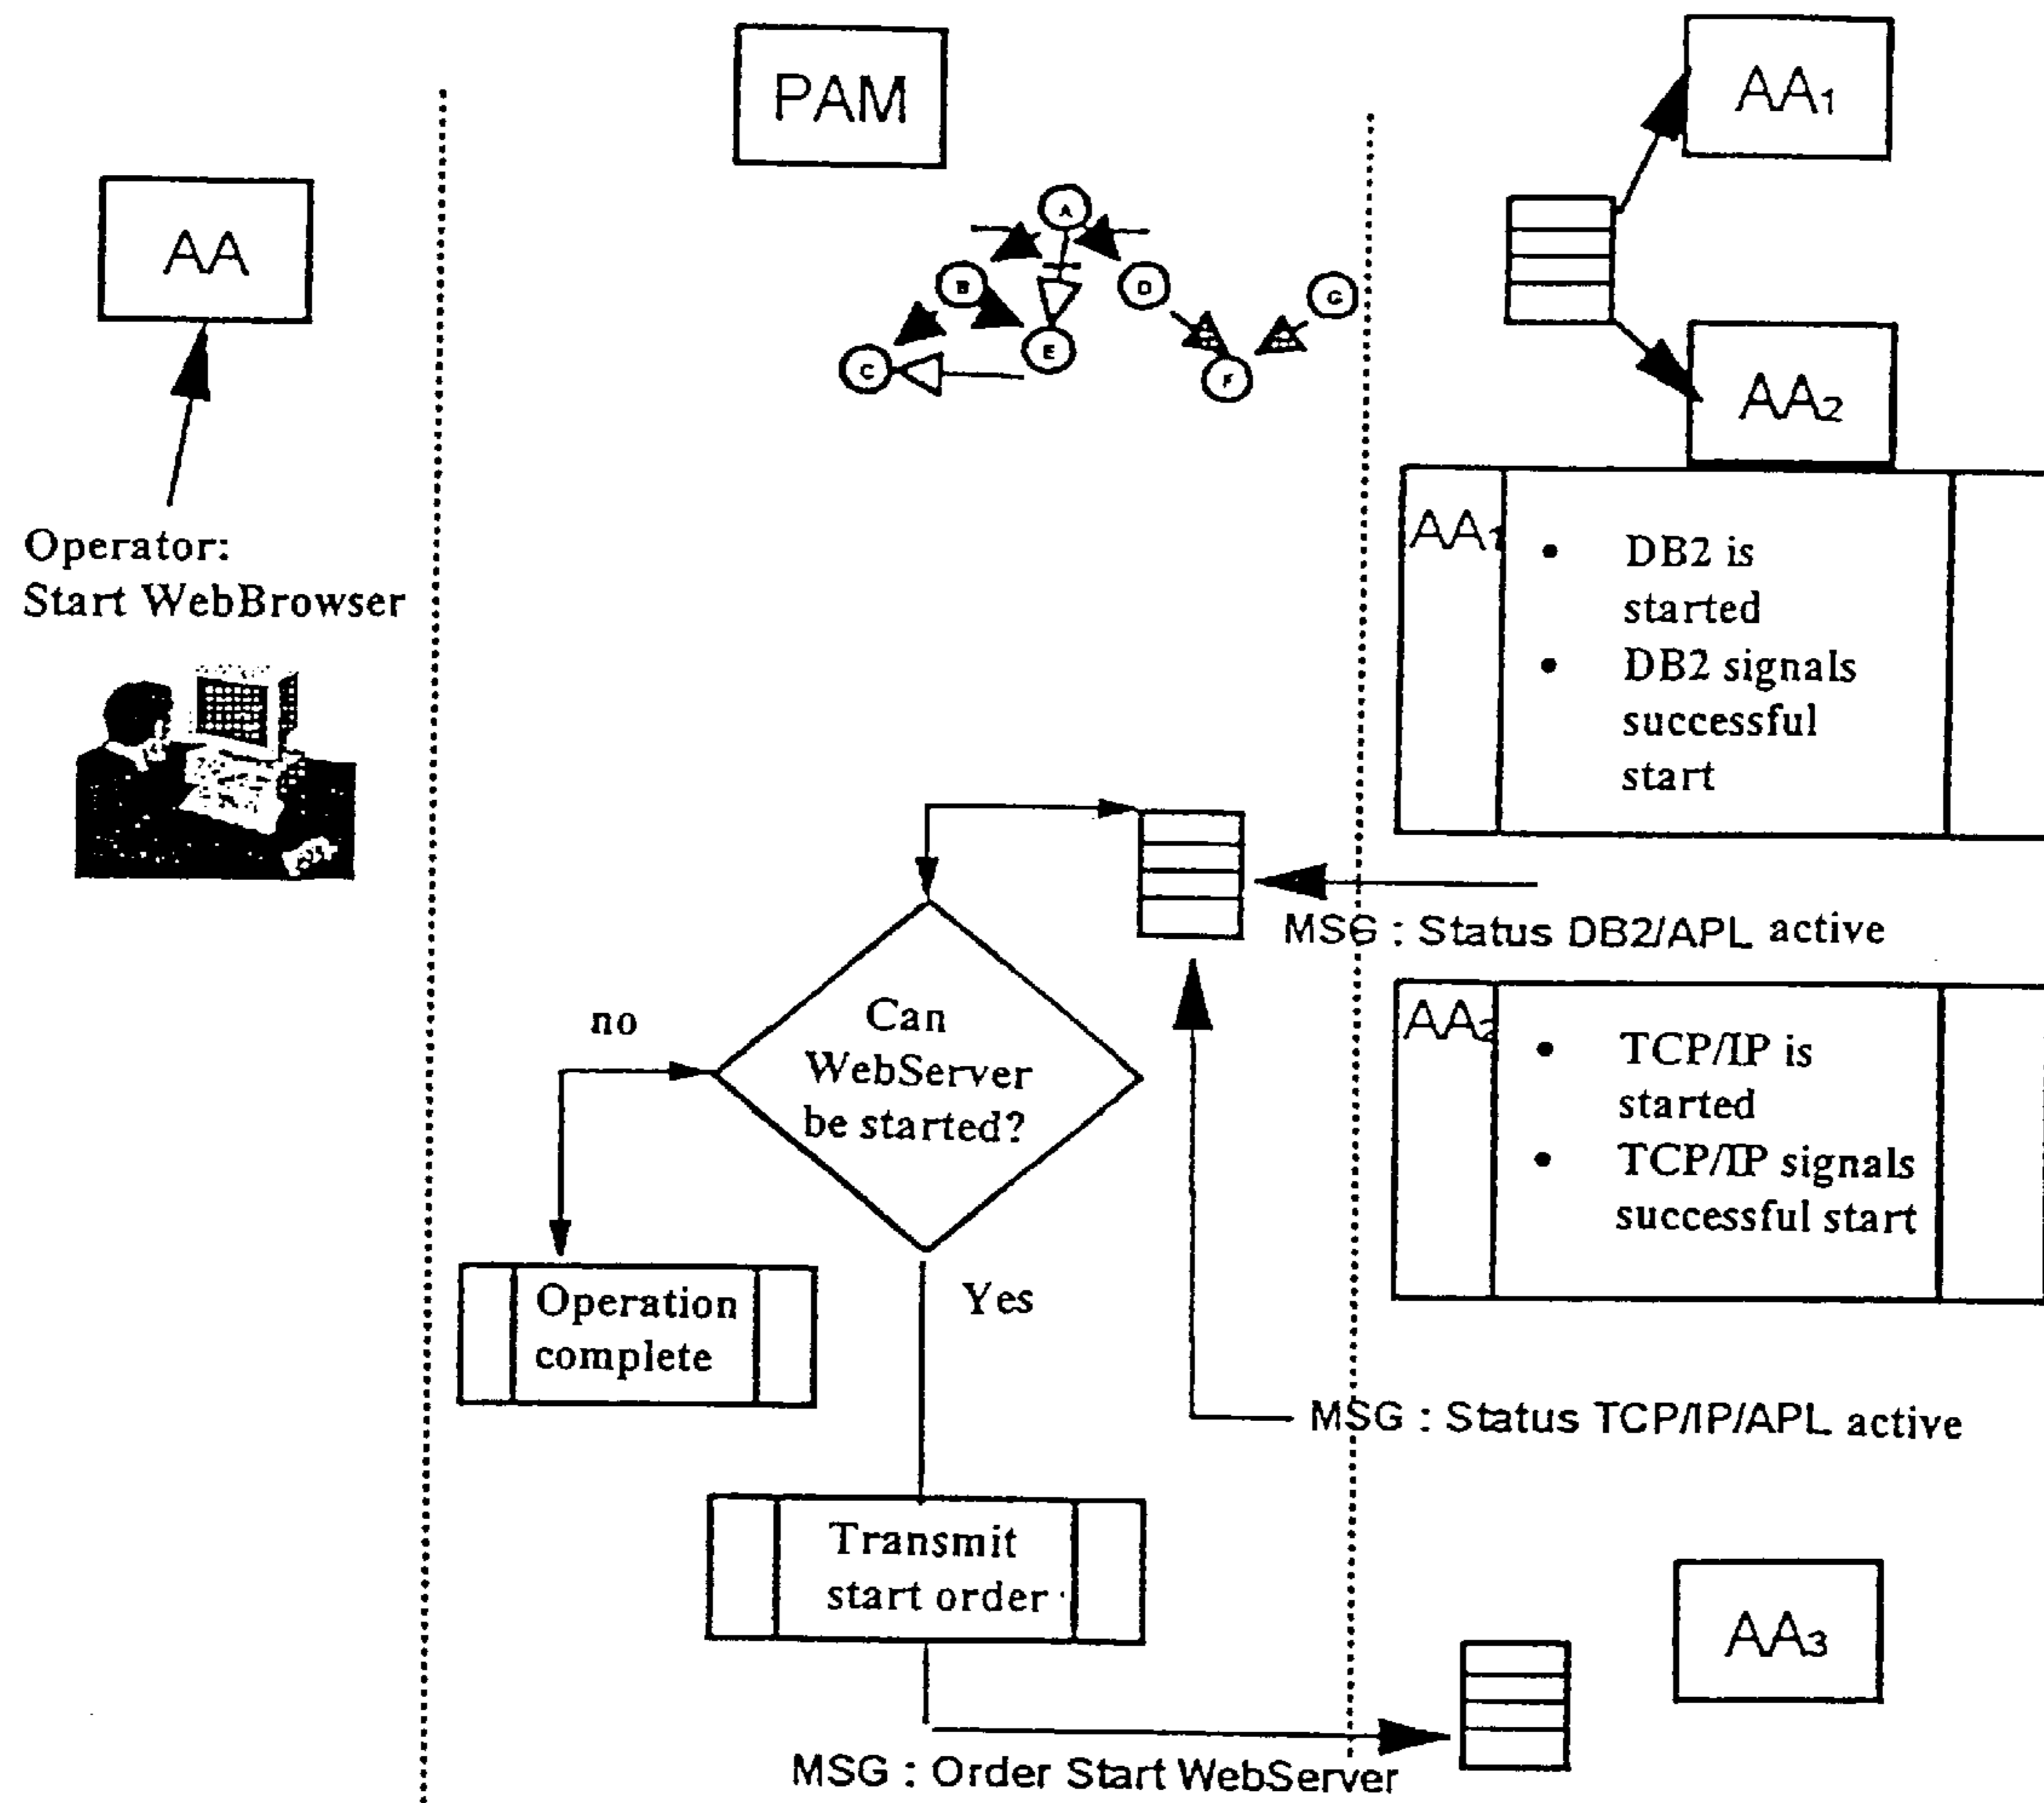 AA
Operator:
Start WebBrowser
PAM
A
B
D
G
E
C
F
AA1
AA2
AA1
• DB2 is
started
• DB2 signals
successful
start
MSG : Status DB2/APL active
AA2
• TCP/IP is
started
• TCP/IP signals
successful start
MSG : Status TCP/IP/APL active
Can
WebServer
be started?
no
Yes
Operation
complete
Transmit
start order
MSG : Order Start WebServer
AA3